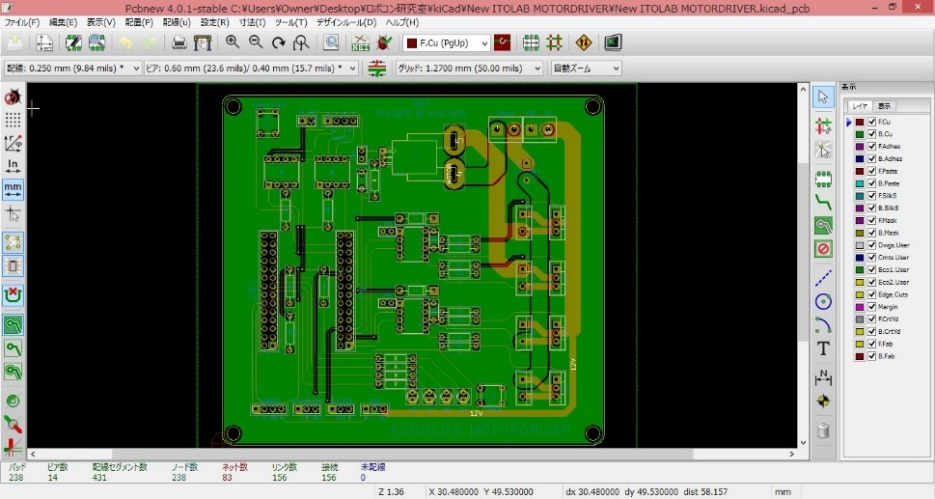 Pcbnew 4.0.1-stable C:¥Users¥Owner¥Desktop¥ロボコン研究室¥kiCad¥New ITOLAB MOTORDRIVER¥New ITOLAB MOTORDRIVER.kicad_pcb
ファイル(F) 編集(E) 表示(V) 配置(P) 配線(u) 設定(R) 寸法(I) ツール(T) デザインルール(D) ヘルプ(H)
F.Cu (PgUp)
配線: 0.250 mm (9.84 mils) * ビア: 0.60 mm (23.6 mils)/ 0.40 mm (15.7 mils) * グリッド: 1.2700 mm (50.00 mils) 自動ズーム
In
mm
表示
レイヤ 表示
F.Cu
B.Cu
F.Adhes
B.Adhes
F.Paste
B.Paste
F.SilkS
B.SilkS
F.Mask
B.Mask
Dwgs.User
Cmts.User
Eco1.User
Eco2.User
Edge.Cuts
Margin
F.CrtYd
B.CrtYd
F.Fab
B.Fab
T
N
12V
12V
ROBOCON MOTORDRIVER
パッド ビア数 配線セグメント数 ノード数 ネット数 リンク数 接続 未配線
238 14 431 238 83 156 156 0
Z 1.36 X 30.480000 Y 49.530000 dx 30.480000 dy 49.530000 dist 58.157 mm